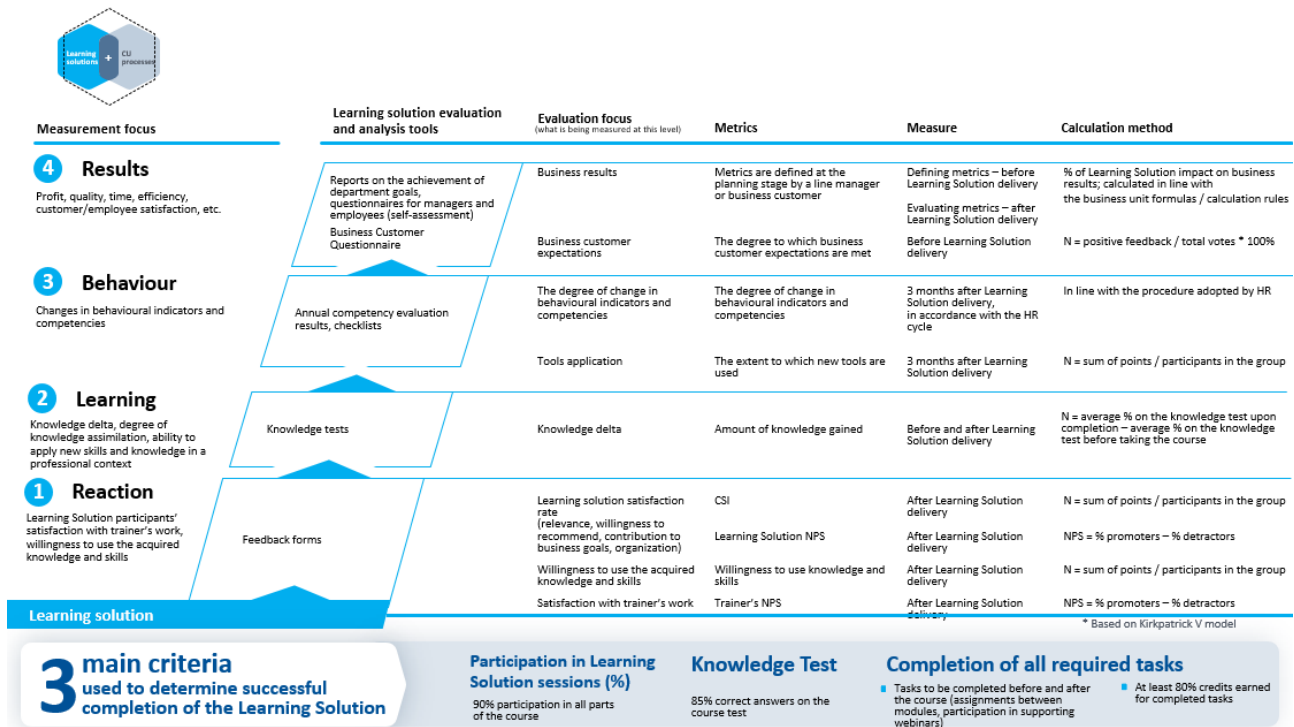 Learning
solutions
+
CU
processes
Measurement focus
Learning solution evaluation
and analysis tools
Evaluation focus
(what is being measured at this level)
Metrics
Measure
Calculation method
4 Results
Profit, quality, time, efficiency,
customer/employee satisfaction, etc.
Reports on the achievement of
department goals,
questionnaires for managers and
employees (self-assessment)
Business Customer
Questionnaire
Business results
Metrics are defined at the
planning stage by a line manager
or business customer
Defining metrics – before
Learning Solution delivery
Evaluating metrics – after
Learning Solution delivery
% of Learning Solution impact on business
results; calculated in line with
the business unit formulas / calculation rules
Business customer
expectations
The degree to which business
customer expectations are met
Before Learning Solution
delivery
N = positive feedback / total votes * 100%
3 Behaviour
Changes in behavioural indicators and
competencies
Annual competency evaluation
results, checklists
The degree of change in
behavioural indicators and
competencies
The degree of change in
behavioural indicators and
competencies
3 months after Learning
Solution delivery,
in accordance with the HR
cycle
In line with the procedure adopted by HR
Tools application
The extent to which new tools are
used
3 months after Learning
Solution delivery
N = sum of points / participants in the group
2 Learning
Knowledge delta, degree of
knowledge assimilation, ability to
apply new skills and knowledge in a
professional context
Knowledge tests
Knowledge delta
Amount of knowledge gained
Before and after Learning
Solution delivery
N = average % on the knowledge test upon
completion – average % on the knowledge
test before taking the course
1 Reaction
Learning Solution participants'
satisfaction with trainer's work,
willingness to use the acquired
knowledge and skills
Feedback forms
Learning solution satisfaction
rate
(relevance, willingness to
recommend, contribution to
business goals, organization)
CSI
After Learning Solution
delivery
N = sum of points / participants in the group
Learning Solution NPS
After Learning Solution
delivery
NPS = % promoters – % detractors
Willingness to use the acquired
knowledge and skills
Willingness to use knowledge and
skills
After Learning Solution
delivery
N = sum of points / participants in the group
Satisfaction with trainer's work
Trainer's NPS
After Learning Solution
delivery
NPS = % promoters – % detractors
Learning solution
* Based on Kirkpatrick V model
3 main criteria
used to determine successful
completion of the Learning Solution
Participation in Learning
Solution sessions (%)
90% participation in all parts
of the course
Knowledge Test
85% correct answers on the
course test
Completion of all required tasks
Tasks to be completed before and after
the course (assignments between
modules, participation in supporting
webinars)
At least 80% credits earned
for completed tasks